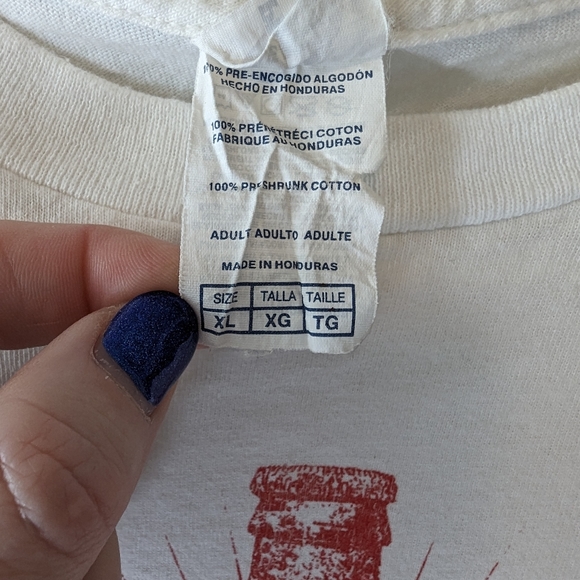 100% PRE-ENCOGIDO ALGODÓN
HECHO EN HONDURAS
100% PRÉRÉTRÉCI COTON
FABRIQUE AU HONDURAS
100% PRESHRUNK COTTON
ADULT ADULTO ADULTE
MADE IN HONDURAS
SIZE TALLA TAILLE
XL XG TG